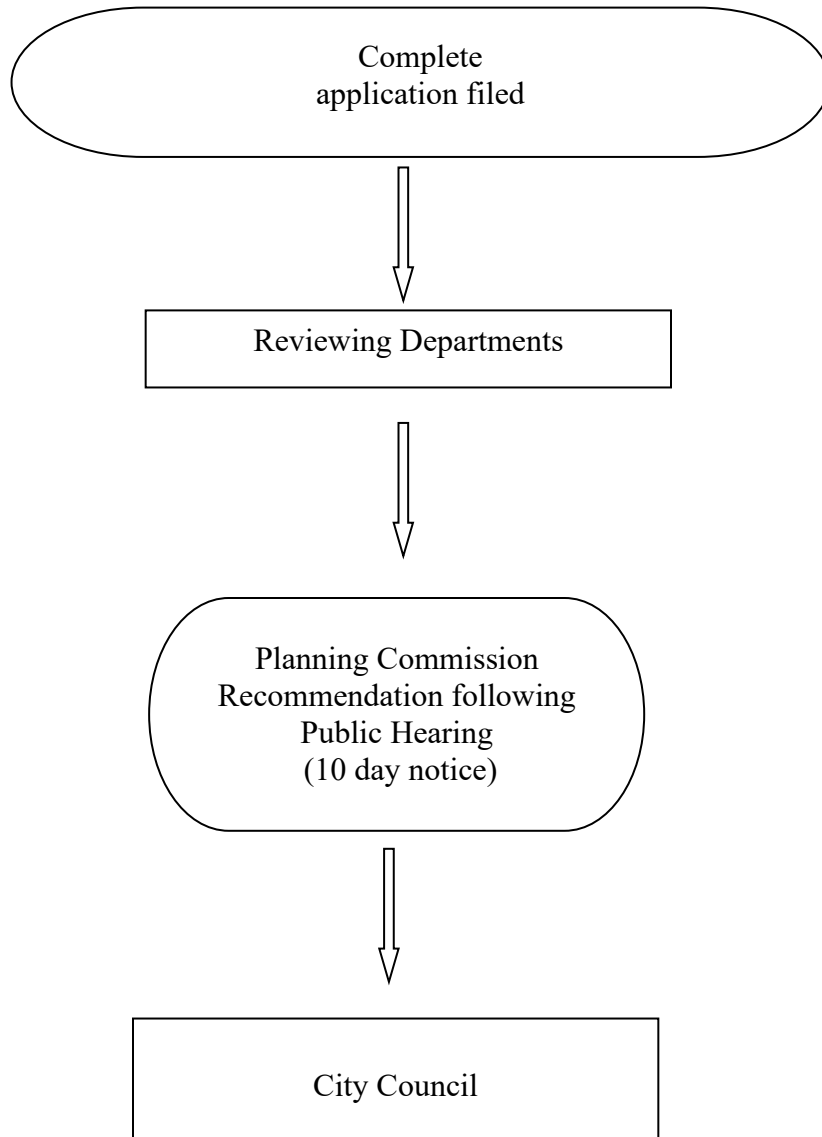 Complete
application filed
Reviewing Departments
Planning Commission
Recommendation following
Public Hearing
(10 day notice)
City Council